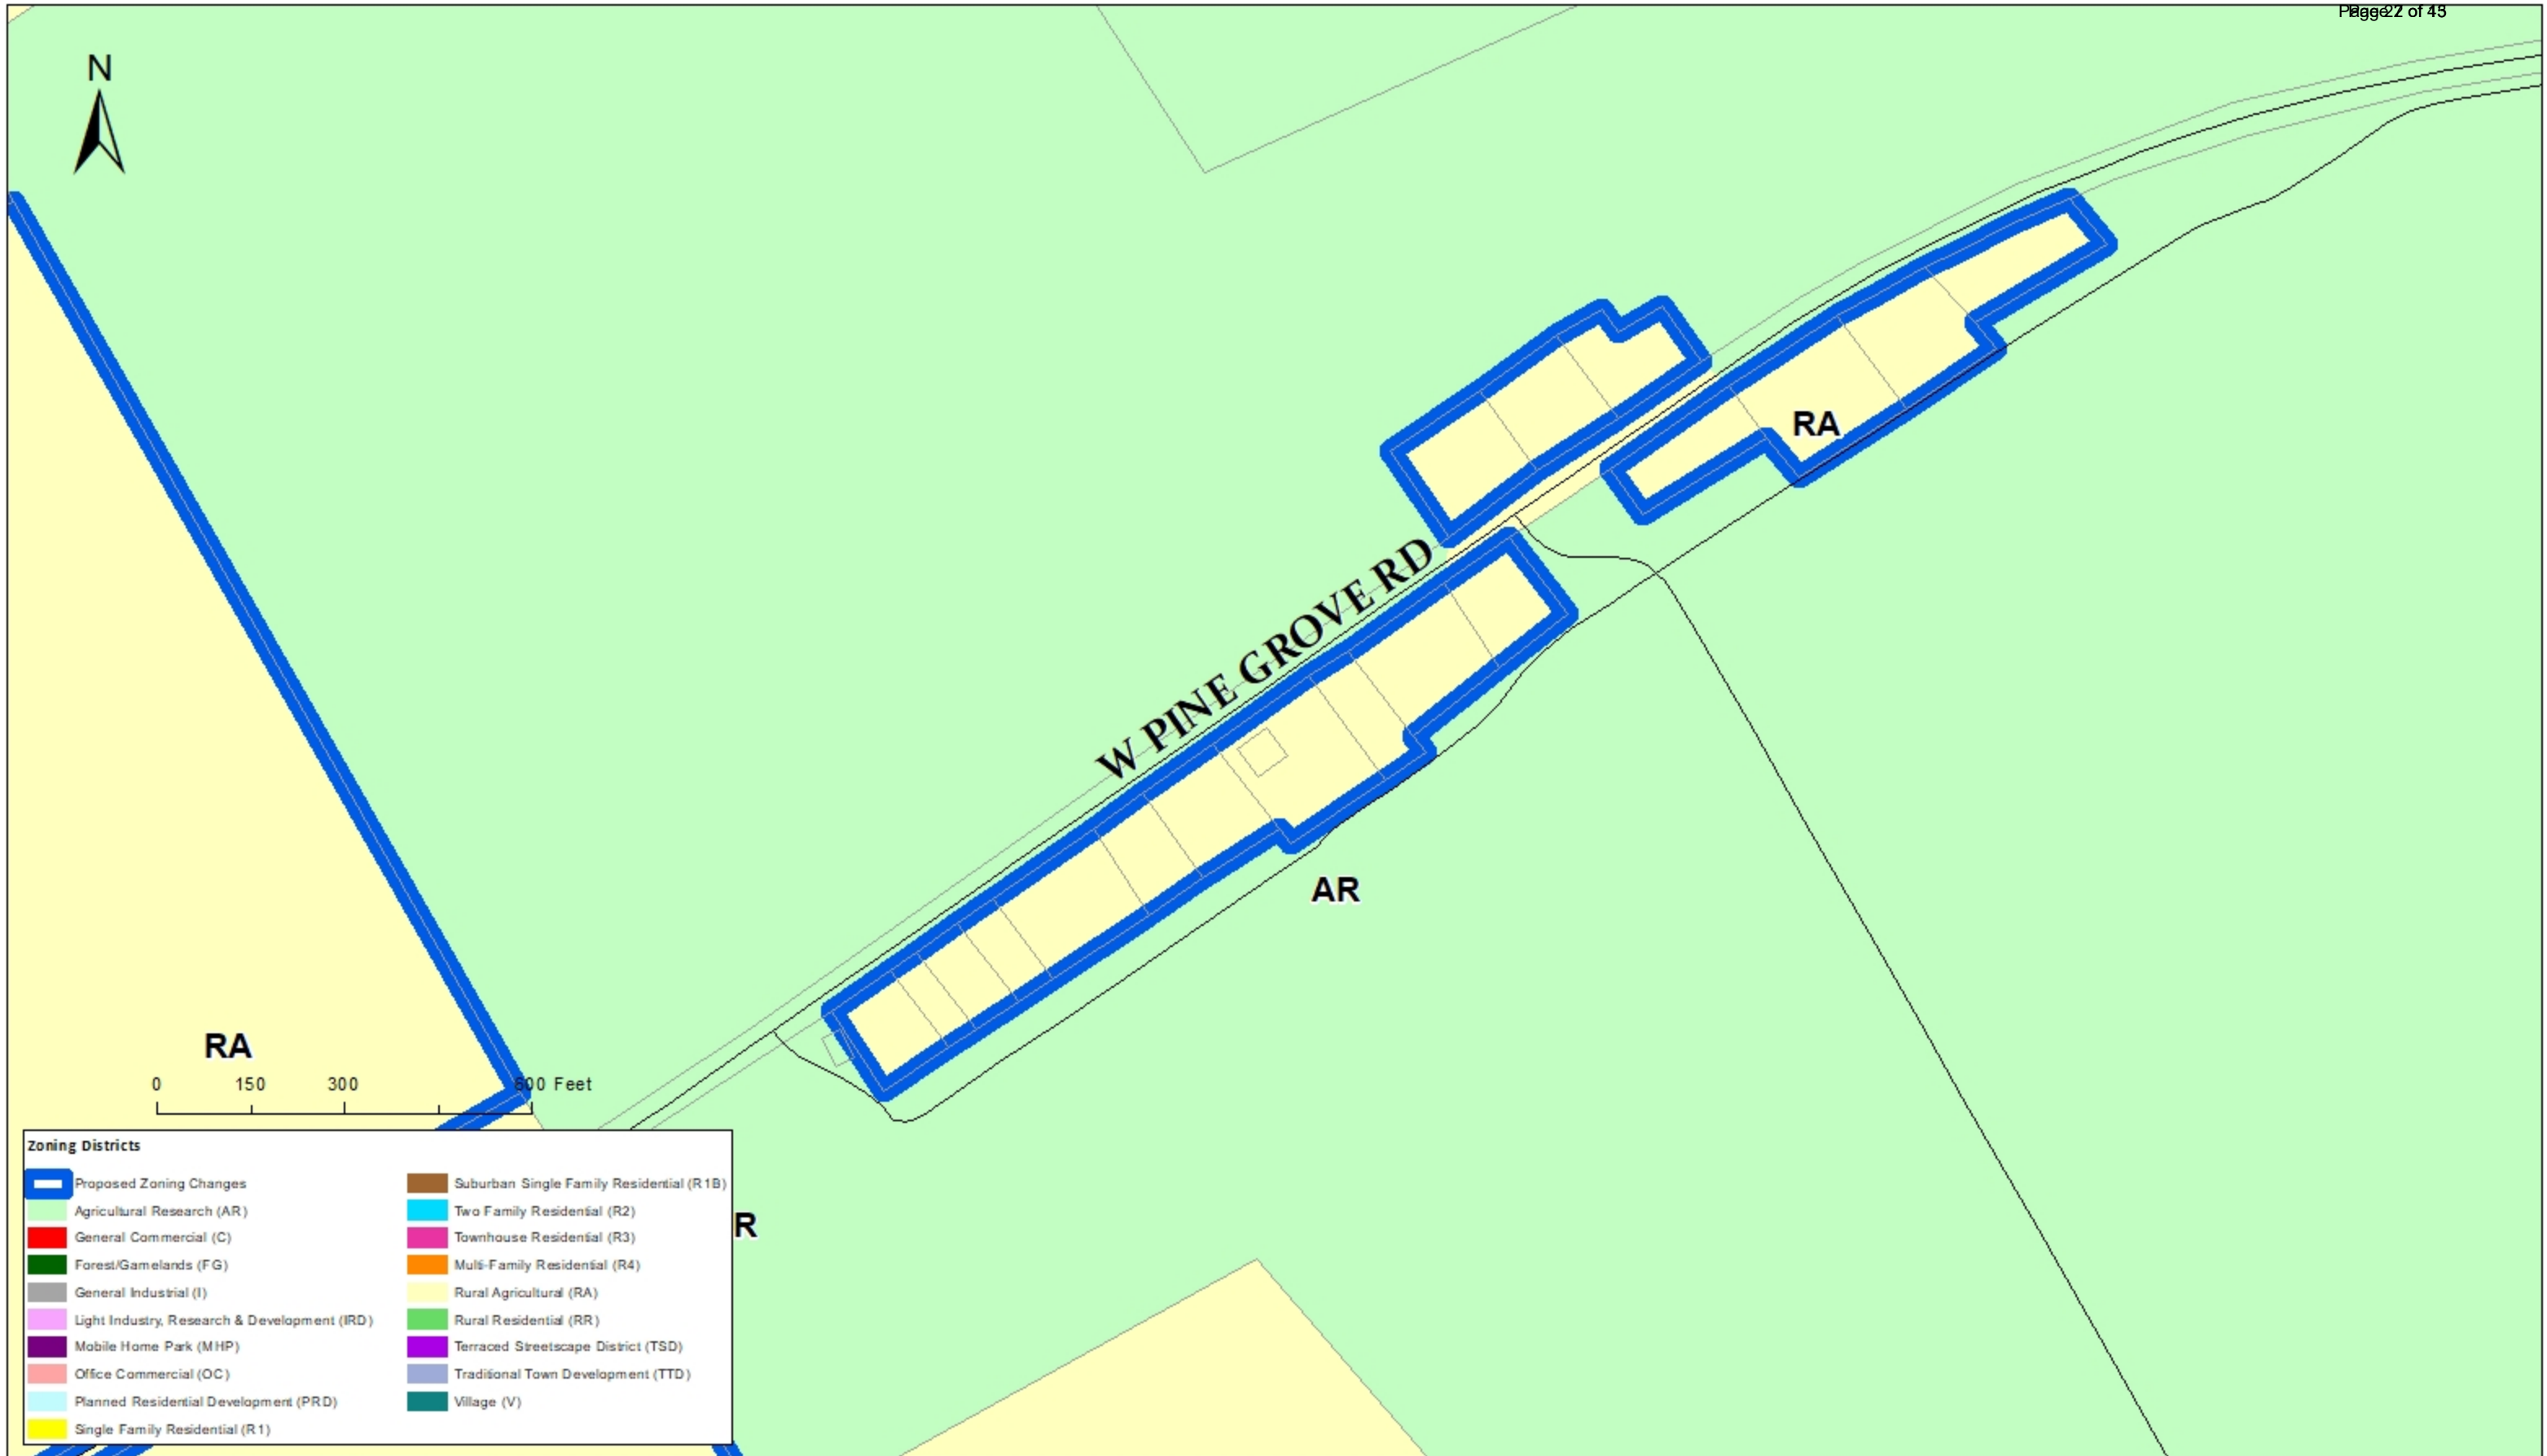 Page 22 of 43
N
RA
W PINE GROVE RD
AR
RA
0 150 300 600 Feet
R
Zoning Districts
Proposed Zoning Changes
Agricultural Research (AR)
General Commercial (C)
Forest/Gamelands (FG)
General Industrial (I)
Light Industry, Research & Development (IRD)
Mobile Home Park (MHP)
Office Commercial (OC)
Planned Residential Development (PRD)
Single Family Residential (R1)
Suburban Single Family Residential (R1B)
Two Family Residential (R2)
Townhouse Residential (R3)
Multi-Family Residential (R4)
Rural Agricultural (RA)
Rural Residential (RR)
Terraced Streetscape District (TSD)
Traditional Town Development (TTD)
Village (V)